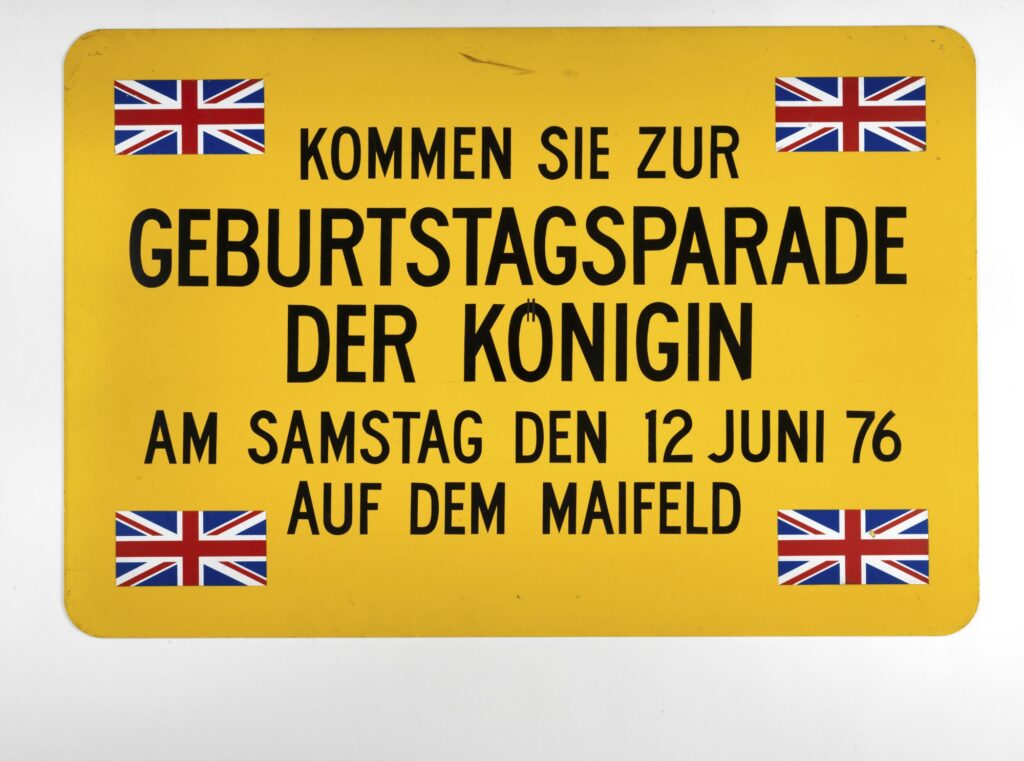 KOMMEN SIE ZUR
GEBURTSTAGSPARADE
DER KÖNIGIN
AM SAMSTAG DEN 12 JUNI 76
AUF DEM MAIFELD